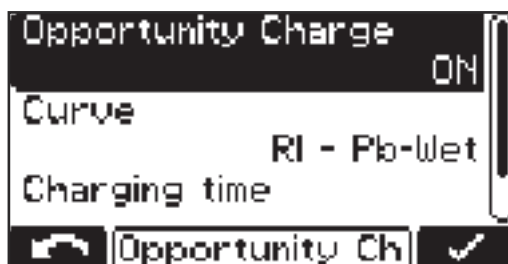 Opportunity Charge
ON
Curve
RI - Pb-Wet
Charging time
Opportunity Ch